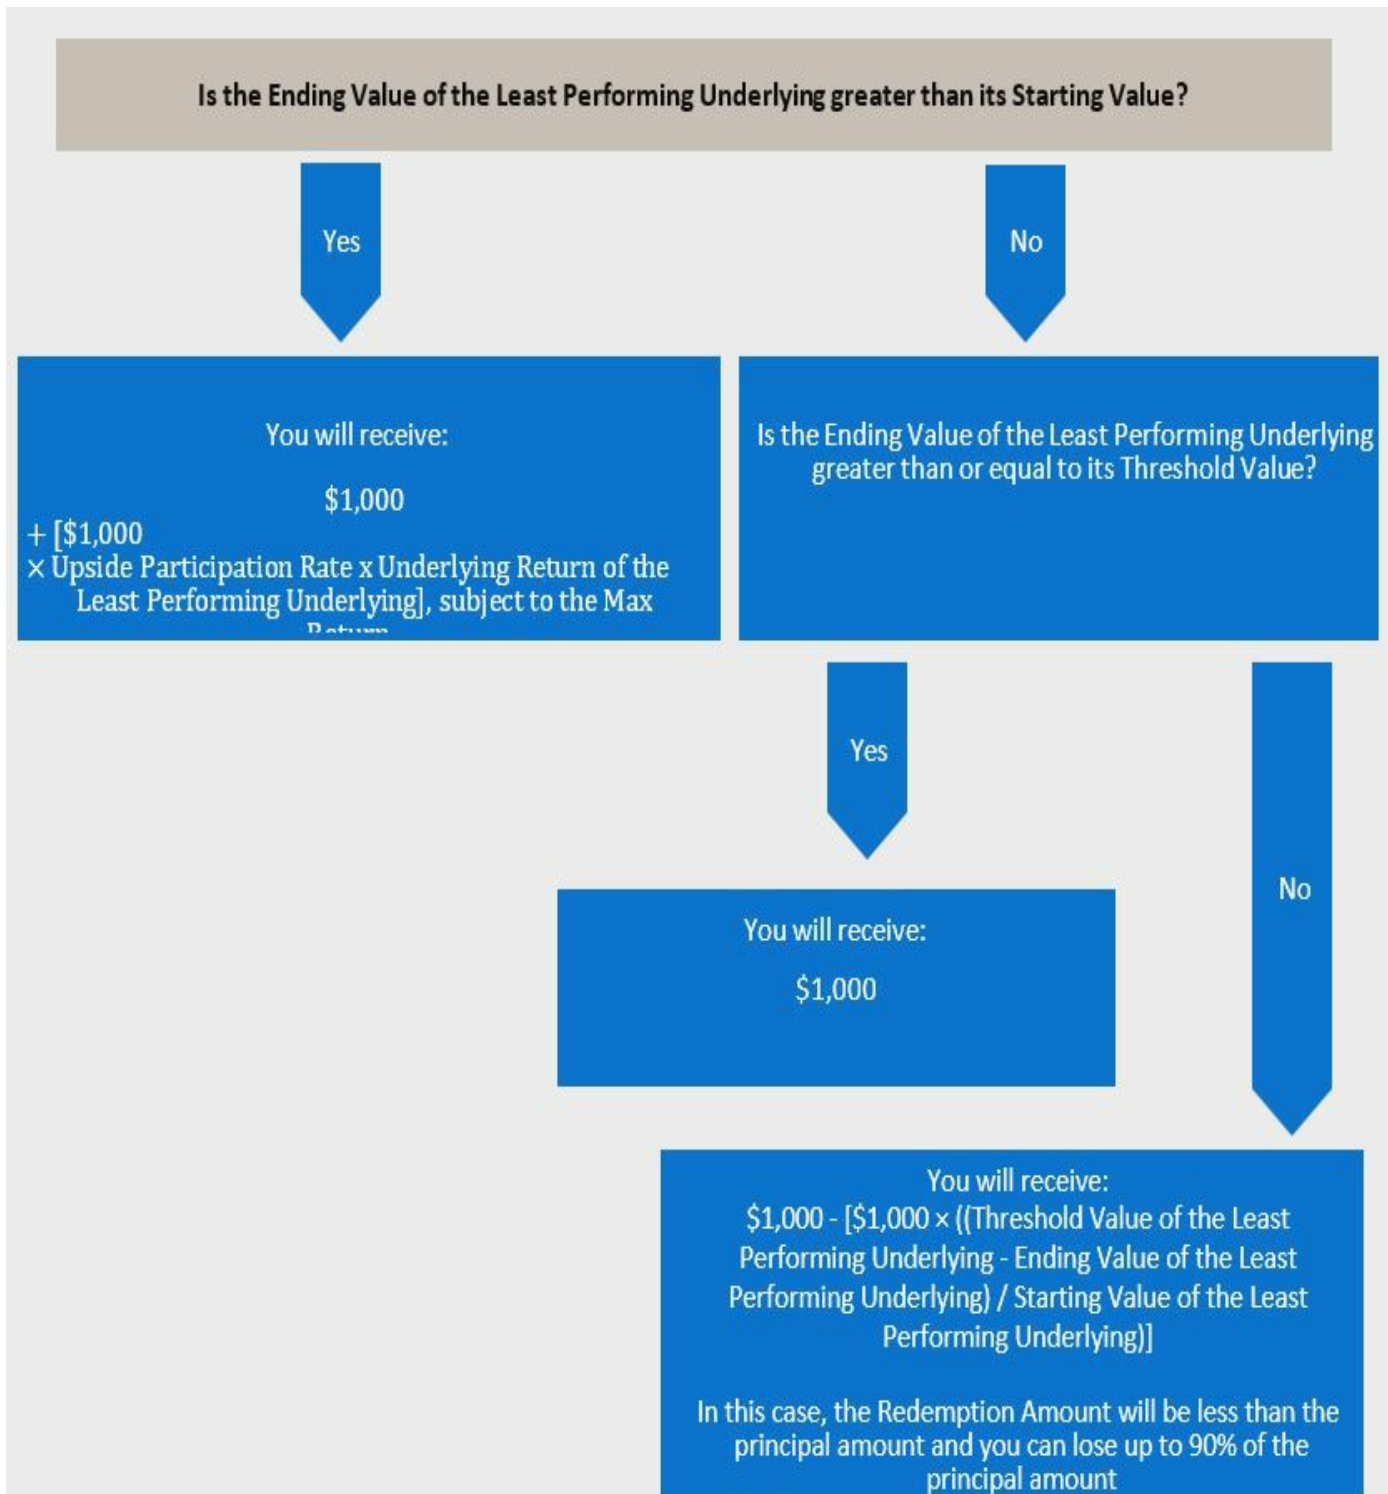 Is the Ending Value of the Least Performing Underlying greater than its Starting Value?
Yes
No
You will receive:
$1,000
+ [$1,000
× Upside Participation Rate x Underlying Return of the
Least Performing Underlying], subject to the Max
Return
Is the Ending Value of the Least Performing Underlying
greater than or equal to its Threshold Value?
Yes
No
You will receive:
$1,000
You will receive:
$1,000 - [$1,000 × ((Threshold Value of the Least
Performing Underlying - Ending Value of the Least
Performing Underlying) / Starting Value of the Least
Performing Underlying)]
In this case, the Redemption Amount will be less than the
principal amount and you can lose up to 90% of the
principal amount